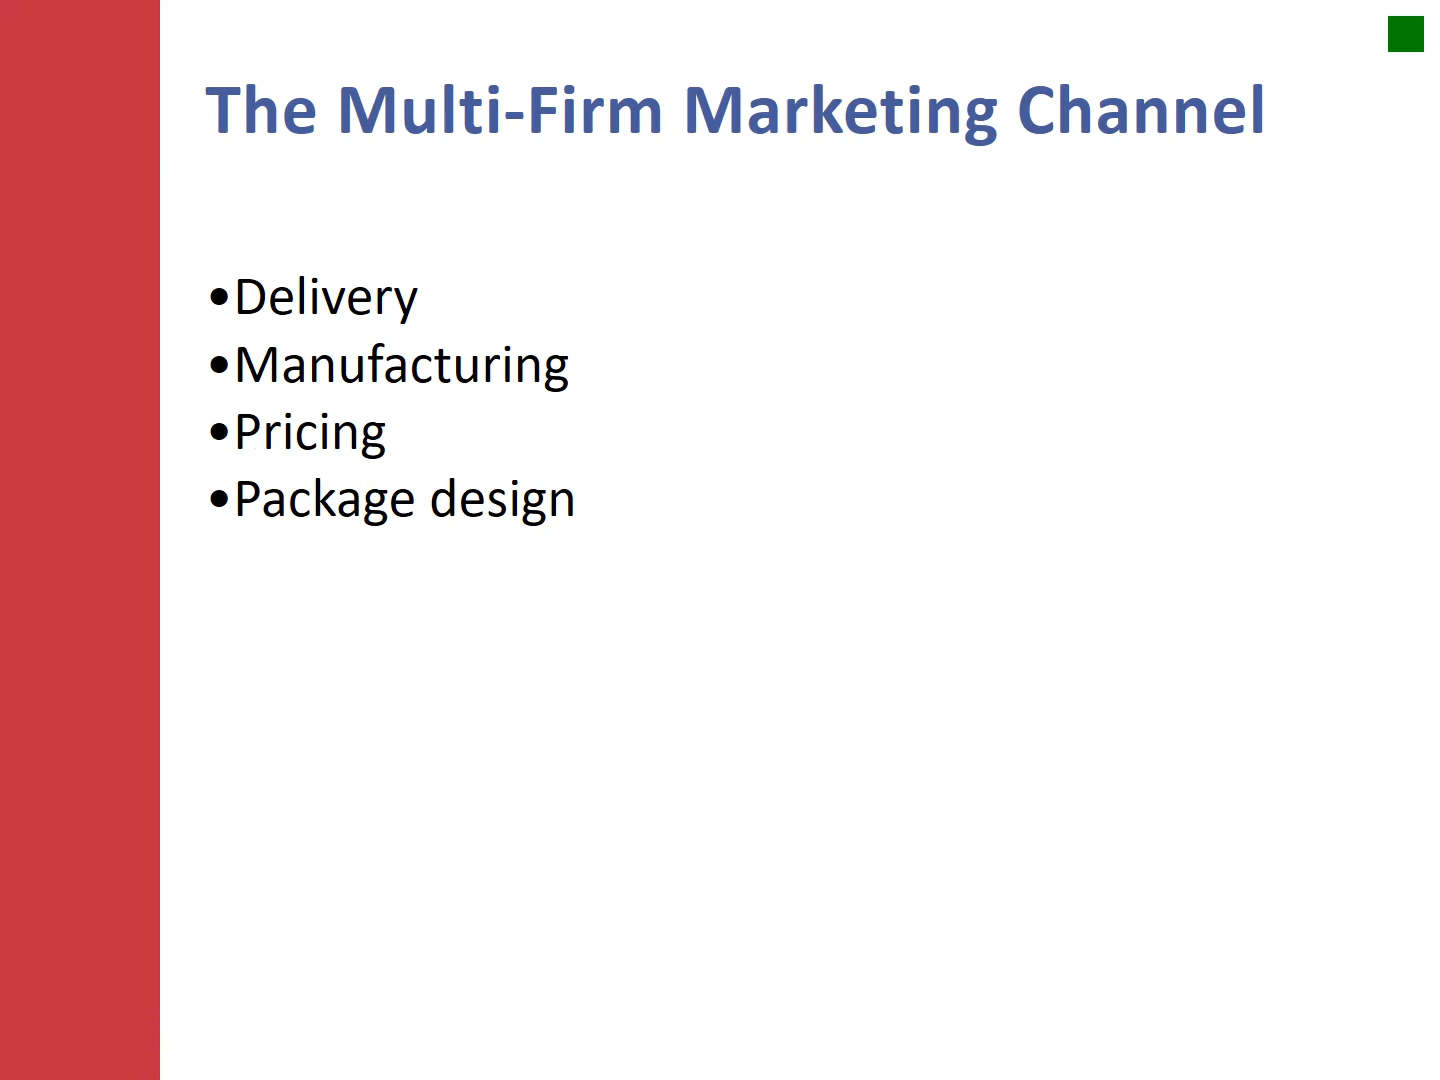 The Multi-Firm Marketing Channel
•Delivery
•Manufacturing
•Pricing
•Package design